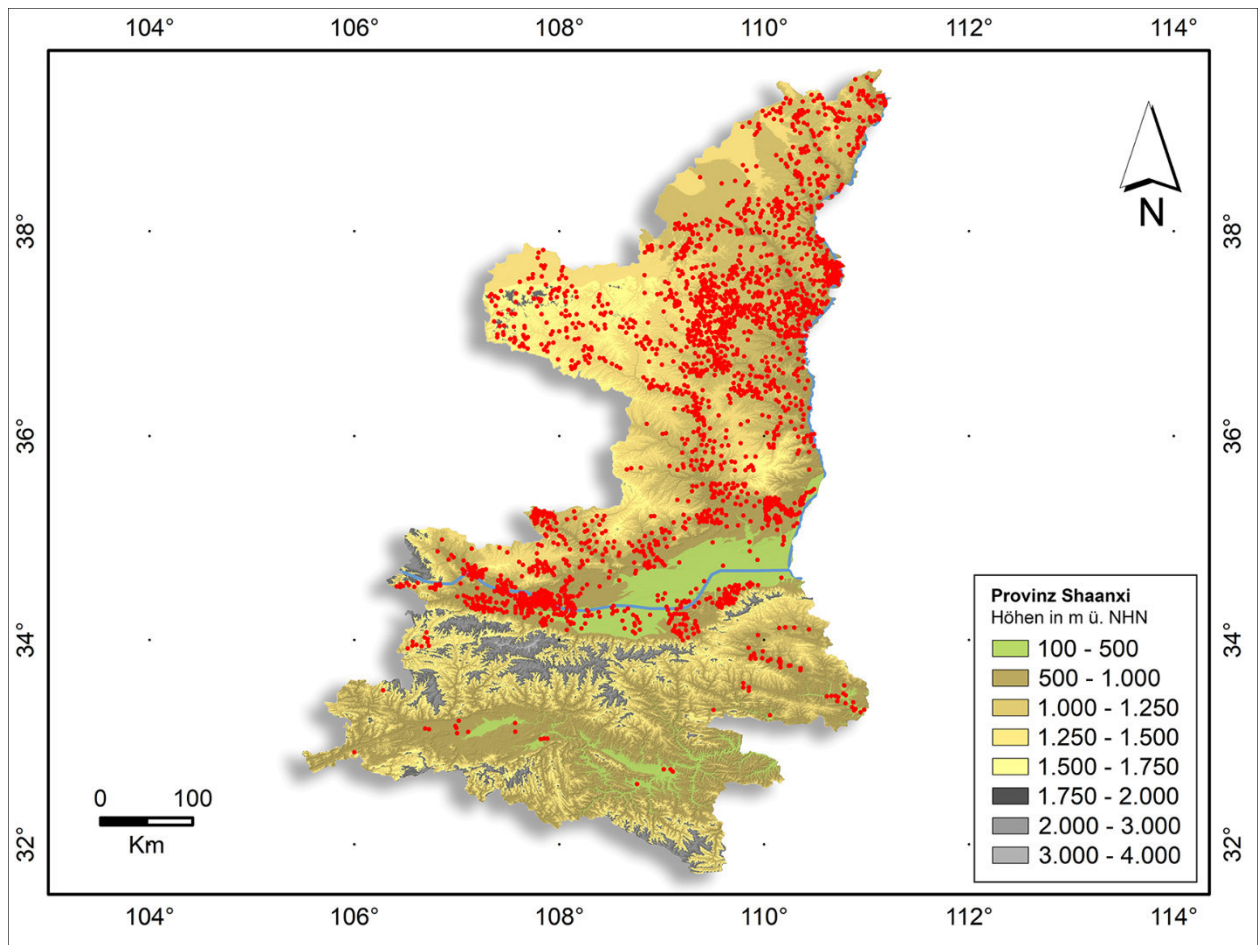 104° 106° 108° 110° 112° 114°
38° 38°
36° 36°
34° 34°
32° 32°
N
Provinz Shaanxi
Höhen in m ü. NHN
100 - 500
500 - 1.000
1.000 - 1.250
1.250 - 1.500
1.500 - 1.750
1.750 - 2.000
2.000 - 3.000
3.000 - 4.000
0 100
Km
104° 106° 108° 110° 112° 114°